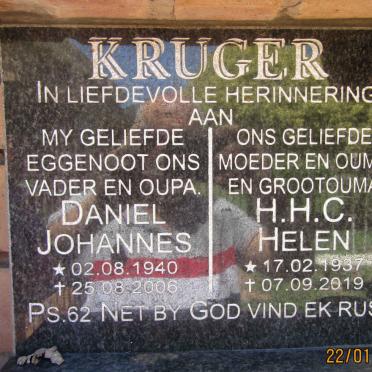 KRUGER
IN LIEFDEVOLLE HERINNERING
AAN
MY GELIEFDE
EGGENOOT ONS
VADER EN OUPA.
DANIEL
JOHANNES
★ 02.08.1940
✝ 25.08.2006
ONS GELIEFDE
MOEDER EN OUM
EN GROOTOUMA
H.H.C.
HELEN
★ 17.02.1937
✝ 07.09.2019
PS.62 NET BY GOD VIND EK RUS
22/01